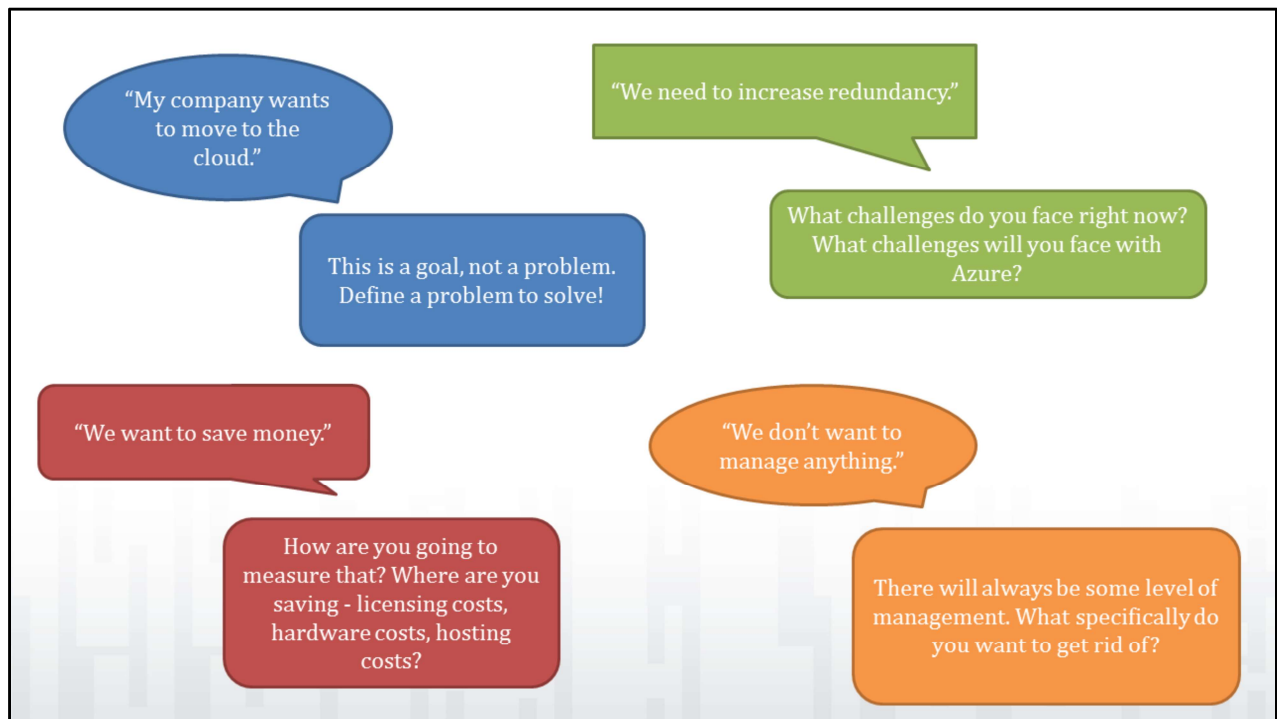 “My company wants
to move to the
cloud.”
This is a goal, not a problem.
Define a problem to solve!
“We need to increase redundancy.”
What challenges do you face right now?
What challenges will you face with
Azure?
“We want to save money.”
How are you going to
measure that? Where are you
saving - licensing costs,
hardware costs, hosting
costs?
“We don’t want to
manage anything.”
There will always be some level of
management. What specifically do
you want to get rid of?